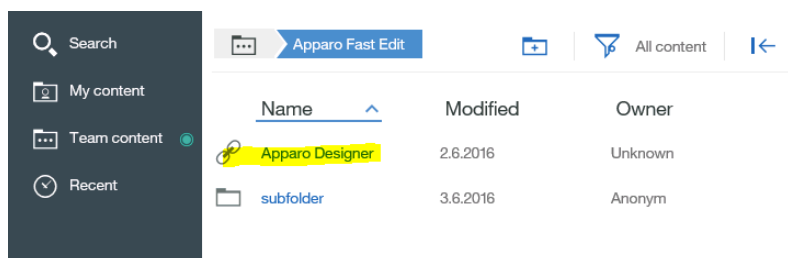 Search
My content
Team content
Recent
Apparo Fast Edit
All content
Name Modified Owner
Apparo Designer 2.6.2016 Unknown
subfolder 3.6.2016 Anonym